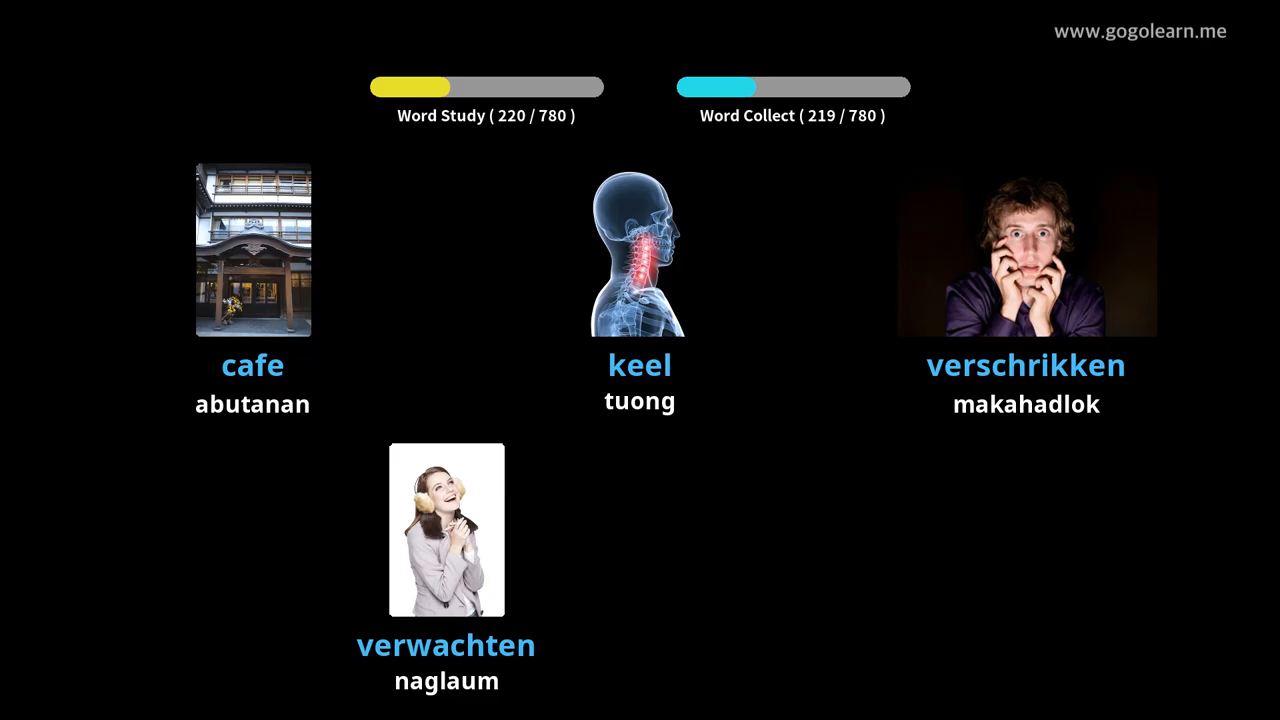 www.gogolearn.me
Word Study ( 220 / 780 )
Word Collect ( 219 / 780 )
cafe
abutanan
keel
tuong
verschrikken
makahadlok
verwachten
naglaum